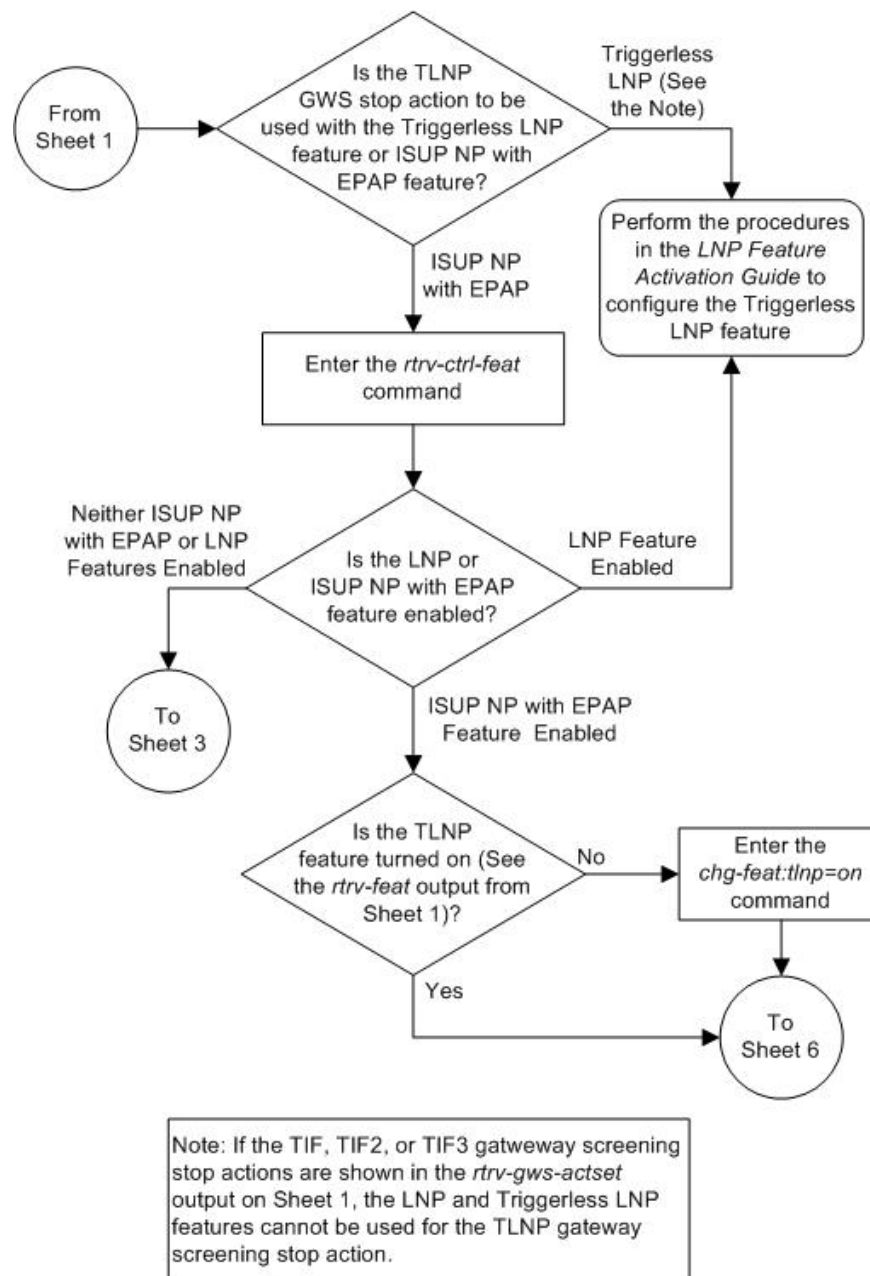 From
Sheet 1
Is the TLNP
GWS stop action to be
used with the Triggerless LNP
feature or ISUP NP with
EPAP feature?
Triggerless
LNP (See
the Note)
Perform the procedures
in the LNP Feature
Activation Guide to
configure the Triggerless
LNP feature
ISUP NP
with EPAP
Enter the rtrv-ctrl-feat
command
Neither ISUP NP
with EPAP or LNP
Features Enabled
Is the LNP or
ISUP NP with EPAP
feature enabled?
LNP Feature
Enabled
To
Sheet 3
ISUP NP with EPAP
Feature Enabled
Is the TLNP
feature turned on (See
the rtrv-feat output from
Sheet 1)?
No
Enter the
chg-feat:tlnp=on
command
Yes
To
Sheet 6
Note: If the TIF, TIF2, or TIF3 gatweway screening
stop actions are shown in the rtrv-gws-actset
output on Sheet 1, the LNP and Triggerless LNP
features cannot be used for the TLNP gateway
screening stop action.